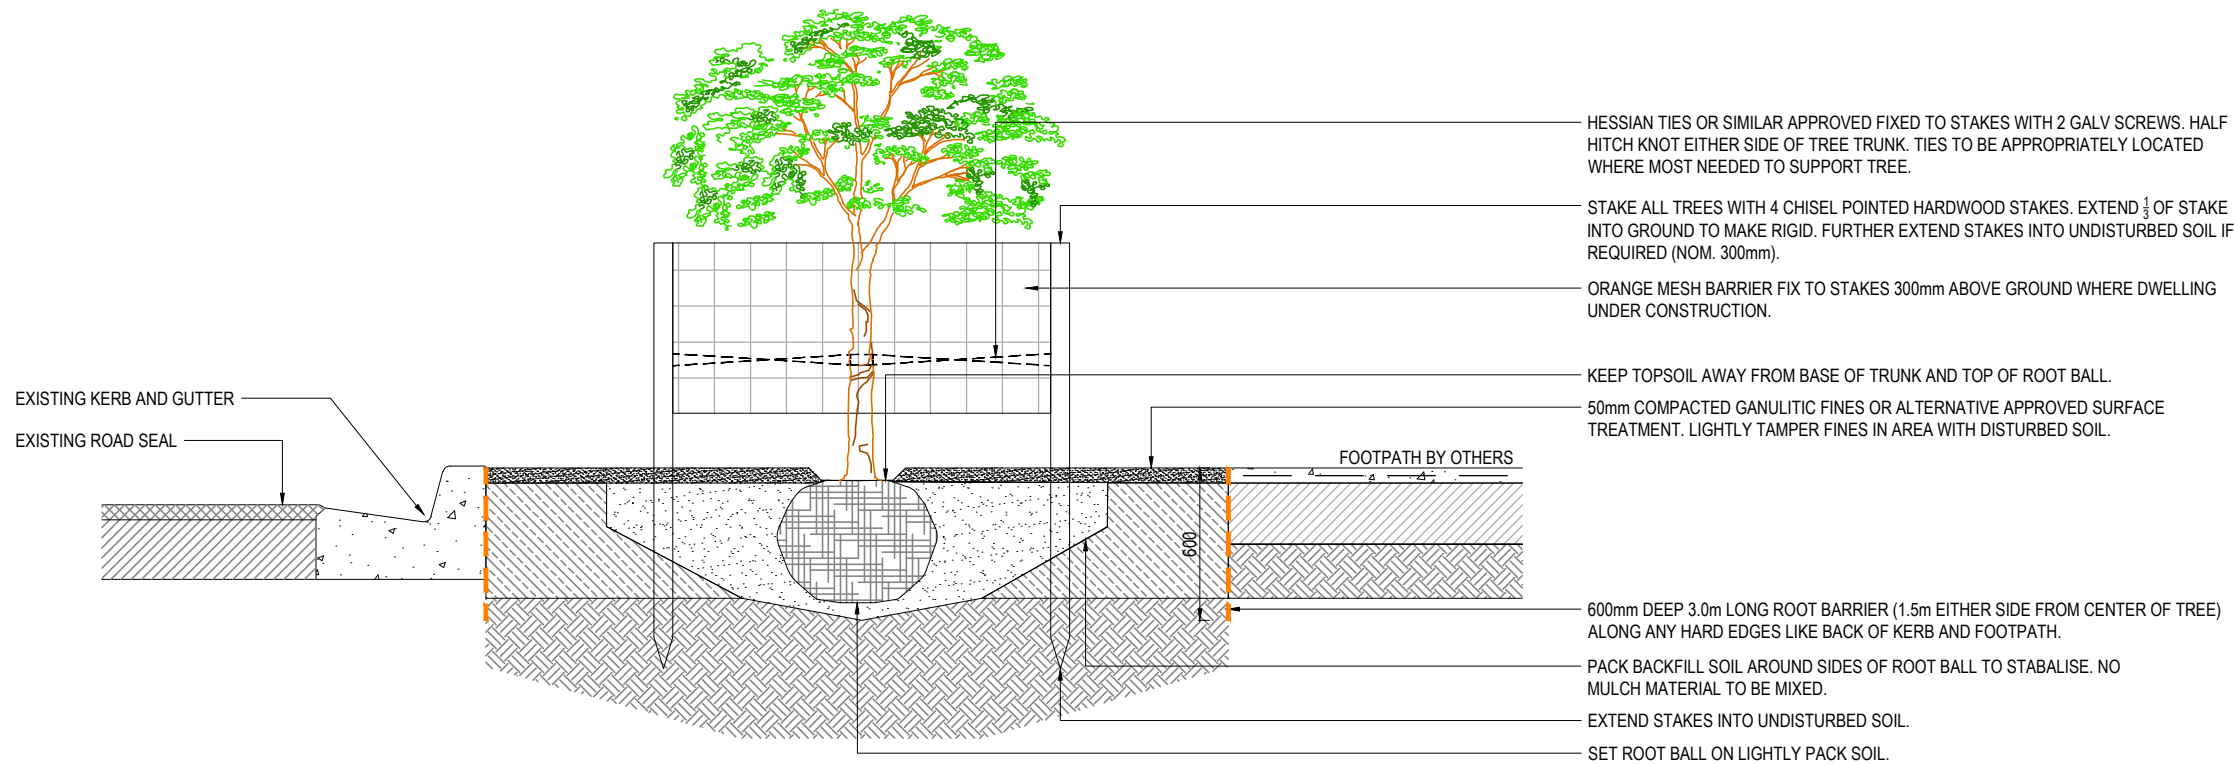 HESSIAN TIES OR SIMILAR APPROVED FIXED TO STAKES WITH 2 GALV SCREWS. HALF
HITCH KNOT EITHER SIDE OF TREE TRUNK. TIES TO BE APPROPRIATELY LOCATED
WHERE MOST NEEDED TO SUPPORT TREE.
STAKE ALL TREES WITH 4 CHISEL POINTED HARDWOOD STAKES. EXTEND 1/3 OF STAKE
INTO GROUND TO MAKE RIGID. FURTHER EXTEND STAKES INTO UNDISTURBED SOIL IF
REQUIRED (NOM. 300mm).
ORANGE MESH BARRIER FIX TO STAKES 300mm ABOVE GROUND WHERE DWELLING
UNDER CONSTRUCTION.
KEEP TOPSOIL AWAY FROM BASE OF TRUNK AND TOP OF ROOT BALL.
EXISTING KERB AND GUTTER
50mm COMPACTED GANULITIC FINES OR ALTERNATIVE APPROVED SURFACE
TREATMENT. LIGHTLY TAMPER FINES IN AREA WITH DISTURBED SOIL.
EXISTING ROAD SEAL
FOOTPATH BY OTHERS
600
600mm DEEP 3.0m LONG ROOT BARRIER (1.5m EITHER SIDE FROM CENTER OF TREE)
ALONG ANY HARD EDGES LIKE BACK OF KERB AND FOOTPATH.
PACK BACKFILL SOIL AROUND SIDES OF ROOT BALL TO STABALISE. NO
MULCH MATERIAL TO BE MIXED.
EXTEND STAKES INTO UNDISTURBED SOIL.
SET ROOT BALL ON LIGHTLY PACK SOIL.